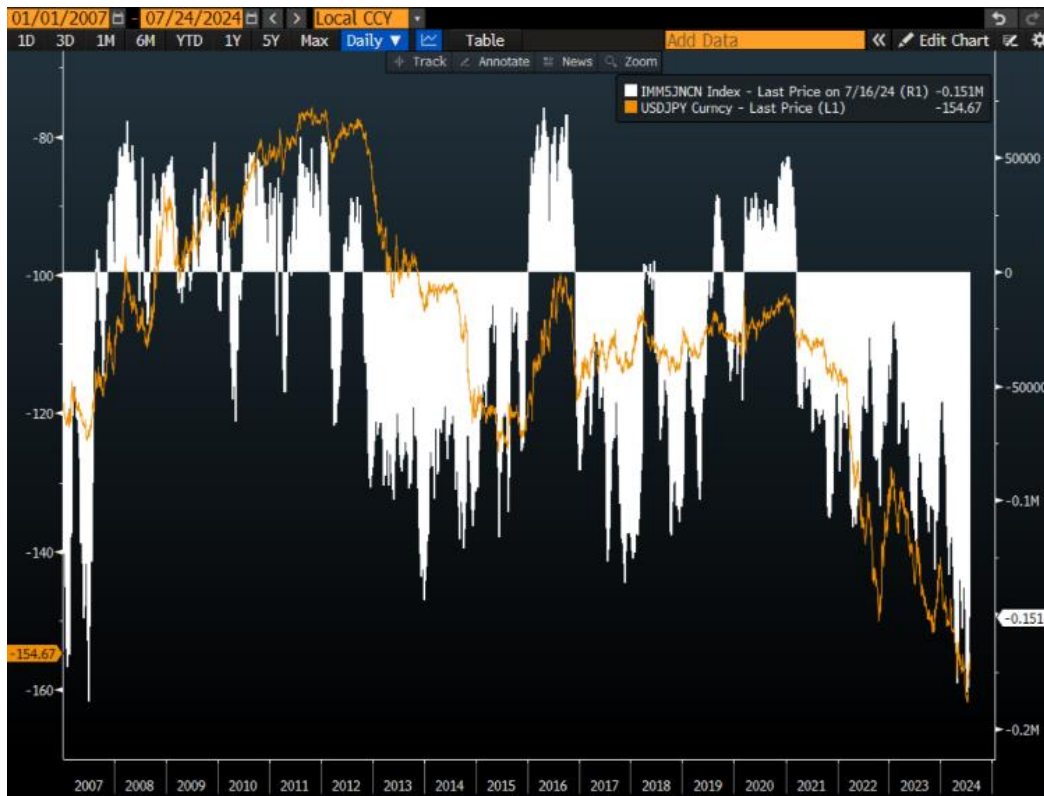 01/01/2007 - 07/24/2024 < > Local CCY
1D 3D 1M 6M YTD 1Y 5Y Max Daily ▼ Table Add Data « Edit Chart
Track Annotate News Zoom
IMM5JNCN Index - Last Price on 7/16/24 (R1) -0.151M
USDJPY Curncy - Last Price (L1) -154.67
-80
50000
-100 0
-50000
-120
-0.1M
-140
-0.151
-154.67
-160
-0.2M
2007 2008 2009 2010 2011 2012 2013 2014 2015 2016 2017 2018 2019 2020 2021 2022 2023 2024